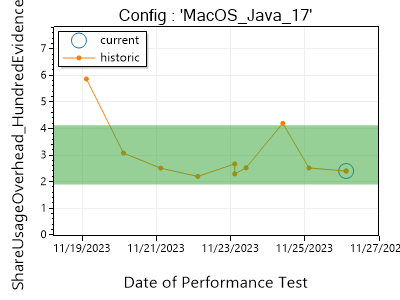 Config : 'MacOS_Java_17'
current
historic
ShareUsageOverhead_HundredEvidence
7
6
5
4
3
2
1
0
11/19/2023
11/21/2023
11/23/2023
11/25/2023
11/27/202
Date of Performance Test